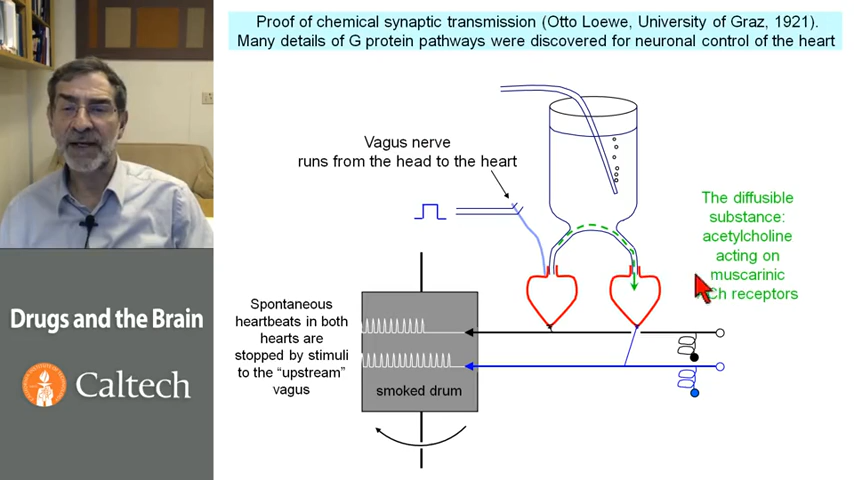 Proof of chemical synaptic transmission (Otto Loewe, University of Graz, 1921).
Many details of G protein pathways were discovered for neuronal control of the heart
Vagus nerve
runs from the head to the heart
The diffusible
substance:
acetylcholine
acting on
muscarinic
Ch receptors
Spontaneous
heartbeats in both
hearts are
stopped by stimuli
to the “upstream”
vagus
smoked drum
Drugs and the Brain
Caltech